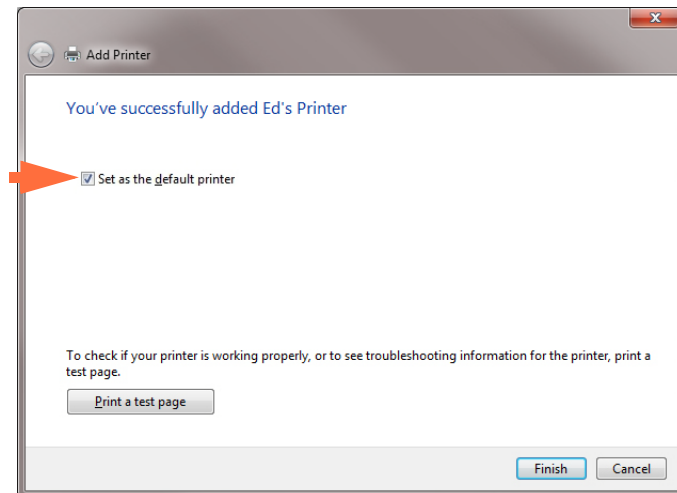 Add Printer
You've successfully added Ed's Printer
Set as the default printer
To check if your printer is working properly, or to see troubleshooting information for the printer, print a
test page.
Print a test page
Finish
Cancel